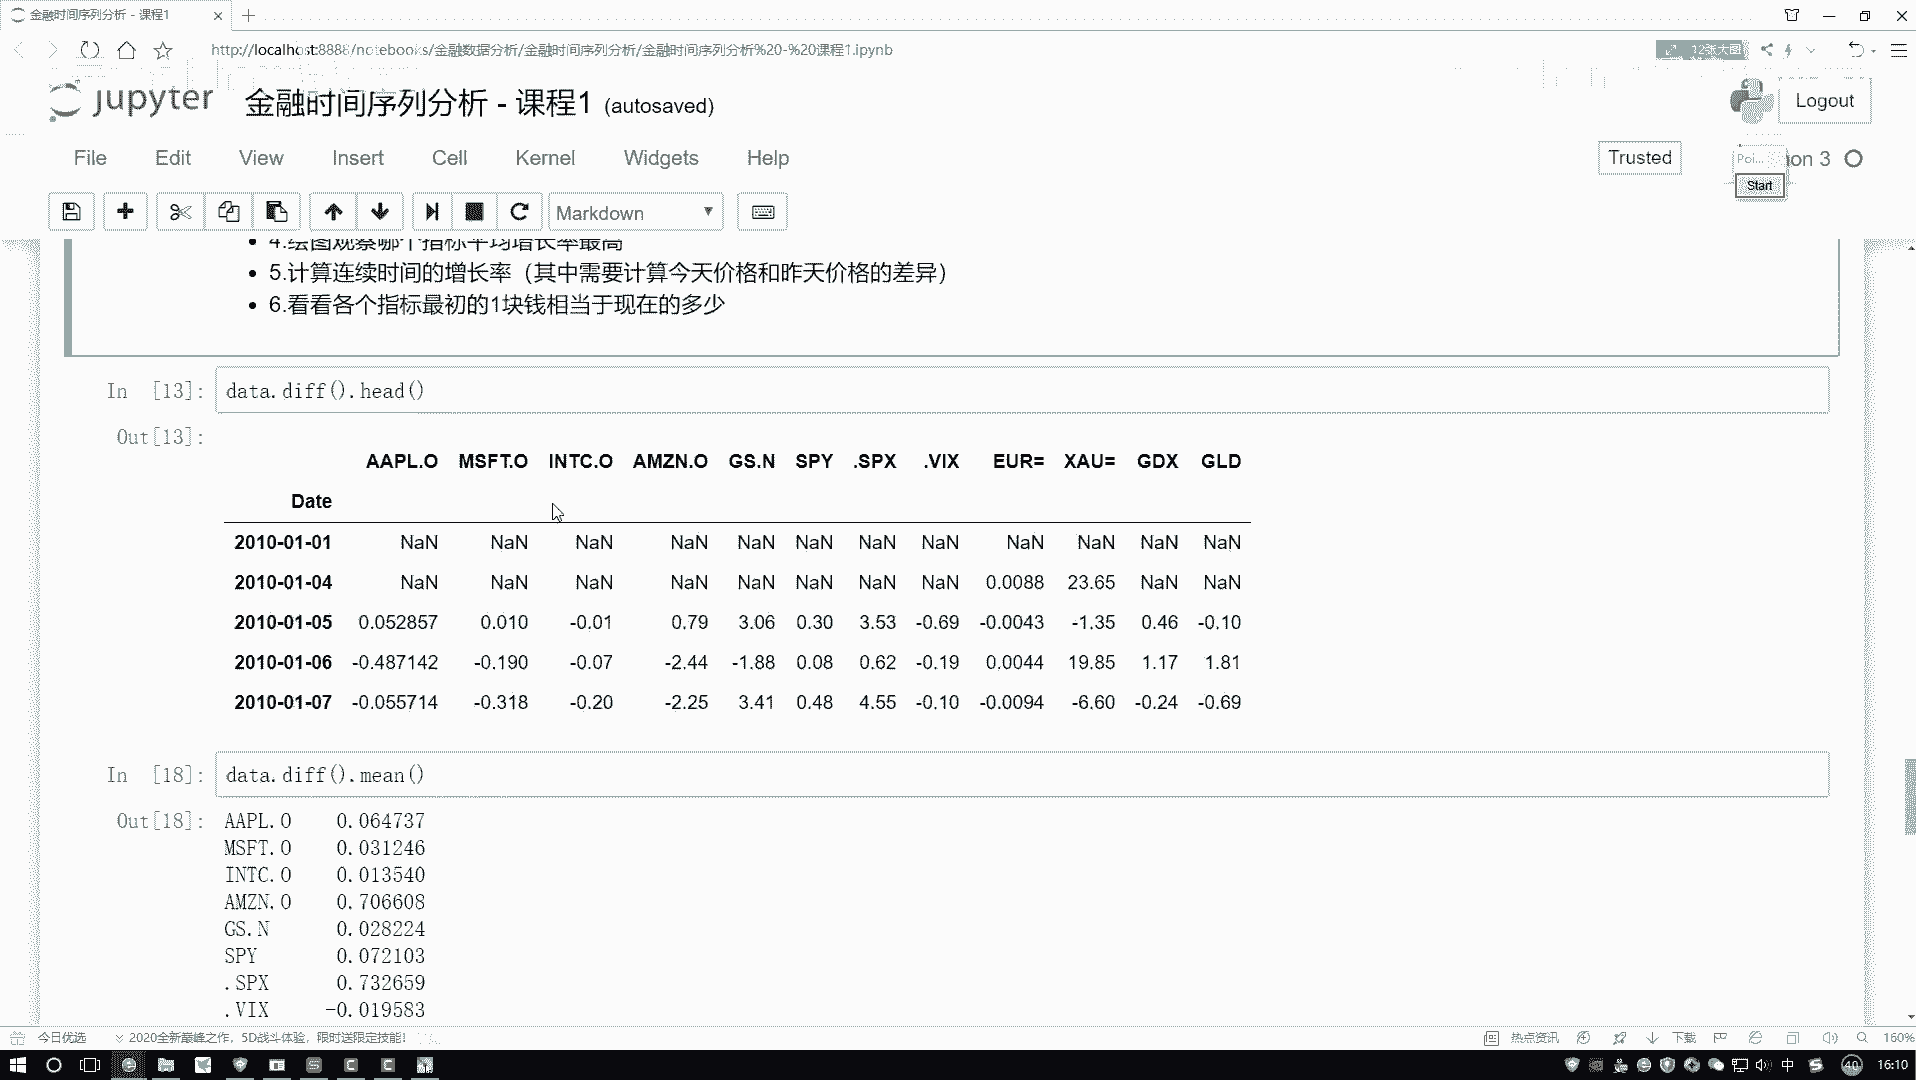 金融时间序列分析 - 课程1
http://localhost:8888/notebooks/金融数据分析/金融时间序列分析/金融时间序列分析%20-%20课程1.ipynb
12张大图
jupyter 金融时间序列分析 - 课程1 (autosaved)
Logout
File Edit View Insert Cell Kernel Widgets Help
Trusted
Poi...
on 3
Start
Markdown
4.绘图观察哪个指标平均增长率最高
5.计算连续时间的增长率（其中需要计算今天价格和昨天价格的差异）
6.看看各个指标最初的1块钱相当于现在的多少
In [13]: data.diff().head()
Out[13]:
AAPL.O MSFT.O INTC.O AMZN.O GS.N SPY .SPX .VIX EUR= XAU= GDX GLD
Date
2010-01-01 NaN NaN NaN NaN NaN NaN NaN NaN NaN NaN NaN NaN
2010-01-04 NaN NaN NaN NaN NaN NaN NaN NaN 0.0088 23.65 NaN NaN
2010-01-05 0.052857 0.010 -0.01 0.79 3.06 0.30 3.53 -0.69 -0.0043 -1.35 0.46 -0.10
2010-01-06 -0.487142 -0.190 -0.07 -2.44 -1.88 0.08 0.62 -0.19 0.0044 19.85 1.17 1.81
2010-01-07 -0.055714 -0.318 -0.20 -2.25 3.41 0.48 4.55 -0.10 -0.0094 -6.60 -0.24 -0.69
In [18]: data.diff().mean()
Out[18]: AAPL.O 0.064737
MSFT.O 0.031246
INTC.O 0.013540
AMZN.O 0.706608
GS.N 0.028224
SPY 0.072103
.SPX 0.732659
.VIX -0.019583
今日优选 2020全新巅峰之作，5D战斗体验，限时送限定技能！
热点资讯 下载 160%
中 40 16:10